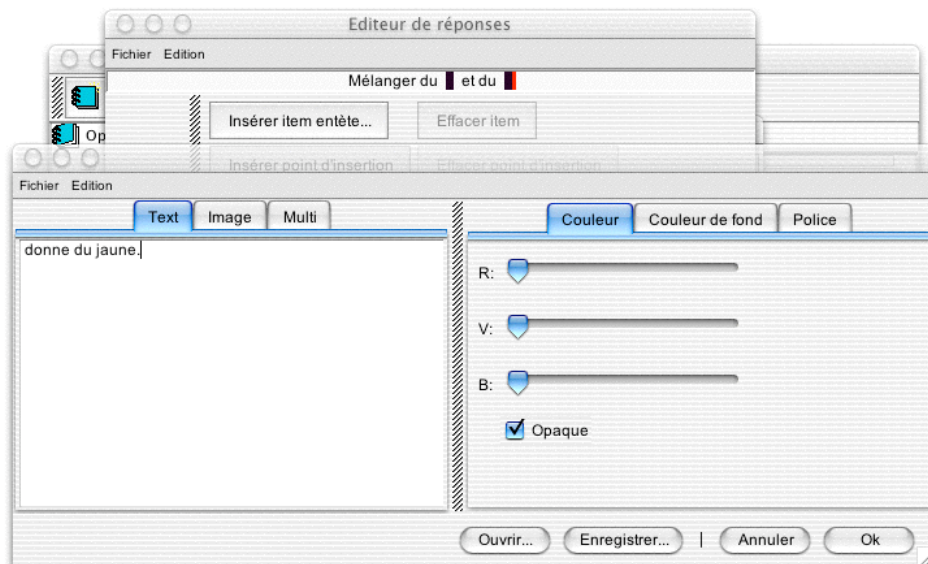 Editeur de réponses
Fichier Edition
Mélanger du et du
Insérer item entète... Effacer item
Op
Insérer point d'insertion Effacer point d'insertion
Fichier Edition
Text Image Multi
Couleur Couleur de fond Police
donne du jaune.
R:
V:
B:
Opaque
Ouvrir... Enregistrer... | Annuler Ok